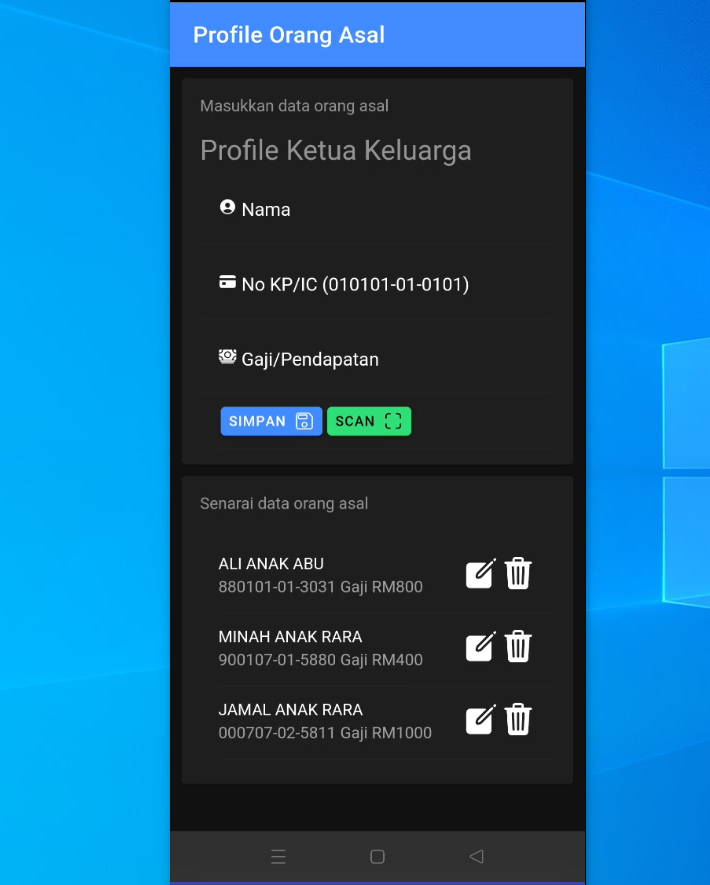 Profile Orang Asal
Masukkan data orang asal
Profile Ketua Keluarga
Nama
No KP/IC (010101-01-0101)
Gaji/Pendapatan
SIMPAN SCAN
Senarai data orang asal
ALI ANAK ABU
880101-01-3031 Gaji RM800
MINAH ANAK RARA
900107-01-5880 Gaji RM400
JAMAL ANAK RARA
000707-02-5811 Gaji RM1000